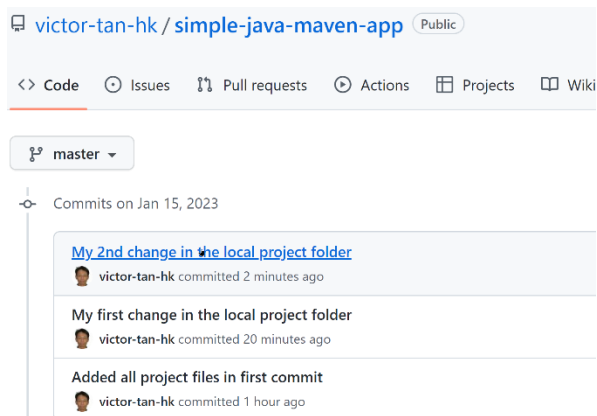 victor-tan-hk / simple-java-maven-app Public
<> Code Issues Pull requests Actions Projects Wiki
master
Commits on Jan 15, 2023
My 2nd change in the local project folder
victor-tan-hk committed 2 minutes ago
My first change in the local project folder
victor-tan-hk committed 20 minutes ago
Added all project files in first commit
victor-tan-hk committed 1 hour ago